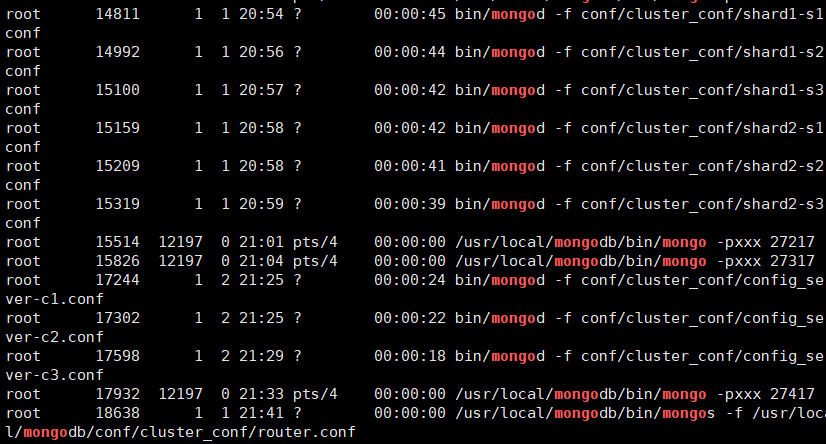 root      14811      1  1 20:54 ?        00:00:45 bin/mongod -f conf/cluster_conf/shard1-s1
conf
root      14992      1  1 20:56 ?        00:00:44 bin/mongod -f conf/cluster_conf/shard1-s2
conf
root      15100      1  1 20:57 ?        00:00:42 bin/mongod -f conf/cluster_conf/shard1-s3
conf
root      15159      1  1 20:58 ?        00:00:42 bin/mongod -f conf/cluster_conf/shard2-s1
conf
root      15209      1  1 20:58 ?        00:00:41 bin/mongod -f conf/cluster_conf/shard2-s2
conf
root      15319      1  1 20:59 ?        00:00:39 bin/mongod -f conf/cluster_conf/shard2-s3
conf
root      15514  12197  0 21:01 pts/4    00:00:00 /usr/local/mongodb/bin/mongo -pxxx 27217
root      15826  12197  0 21:04 pts/4    00:00:00 /usr/local/mongodb/bin/mongo -pxxx 27317
root      17244      1  2 21:25 ?        00:00:24 bin/mongod -f conf/cluster_conf/config_se
ver-c1.conf
root      17302      1  2 21:25 ?        00:00:22 bin/mongod -f conf/cluster_conf/config_se
ver-c2.conf
root      17598      1  2 21:29 ?        00:00:18 bin/mongod -f conf/cluster_conf/config_se
ver-c3.conf
root      17932  12197  0 21:33 pts/4    00:00:00 /usr/local/mongodb/bin/mongo -pxxx 27417
root      18638      1  1 21:41 ?        00:00:00 /usr/local/mongodb/bin/mongos -f /usr/loca
l/mongodb/conf/cluster_conf/router.conf